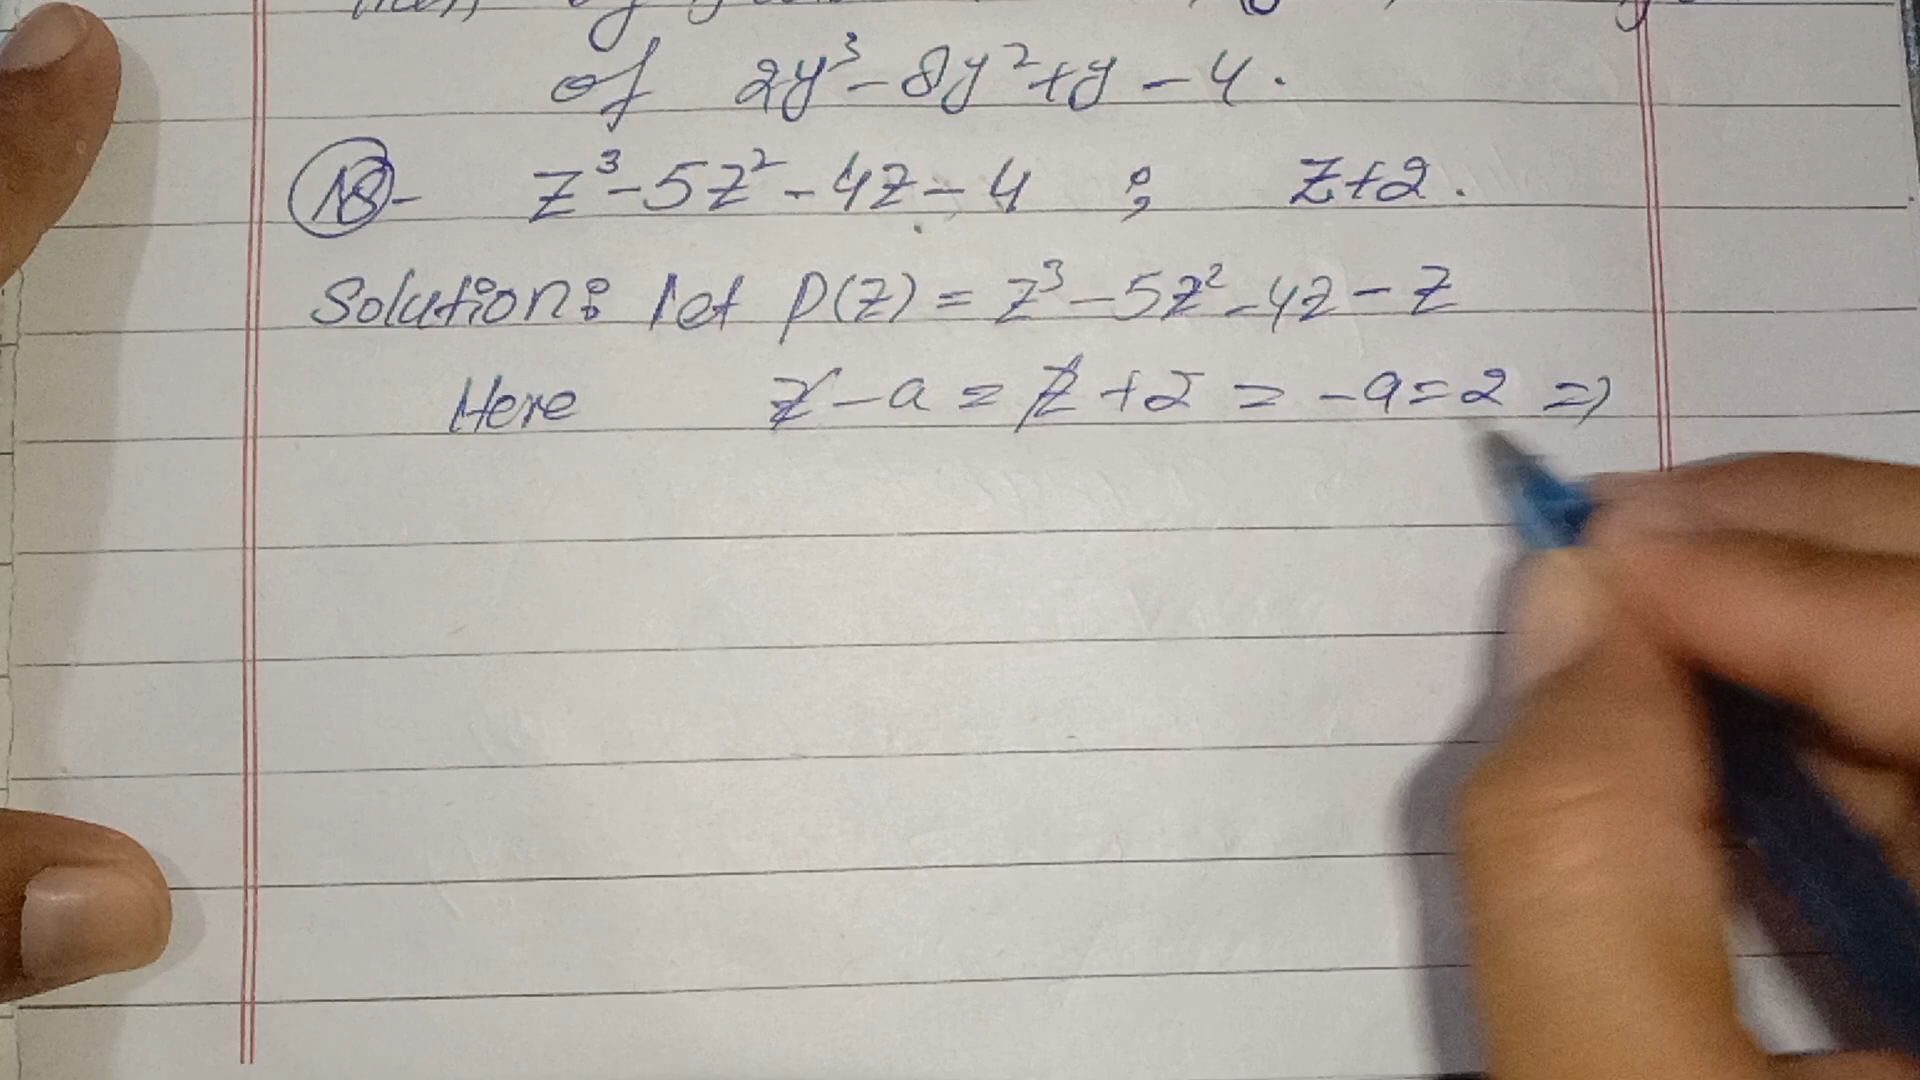 of 2y³-8y²+y-4.
18- z³-5z²-4z-4 ; z+2.
Solution: let p(z) = z³-5z²-4z-z
Here z-a = z+2 = -a=2 ⇒